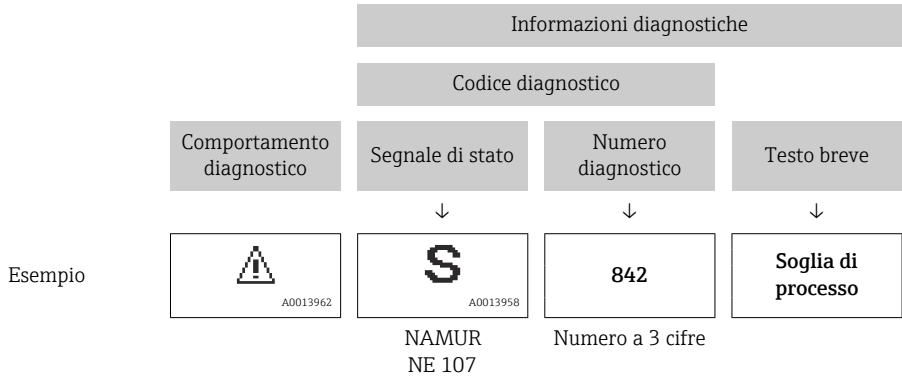 Informazioni diagnostiche
Codice diagnostico
Comportamento
diagnostico
Segnale di stato
Numero
diagnostico
Testo breve
↓
↓
↓
Esempio
A0013962
S
A0013958
842
Soglia di
processo
NAMUR
NE 107
Numero a 3 cifre